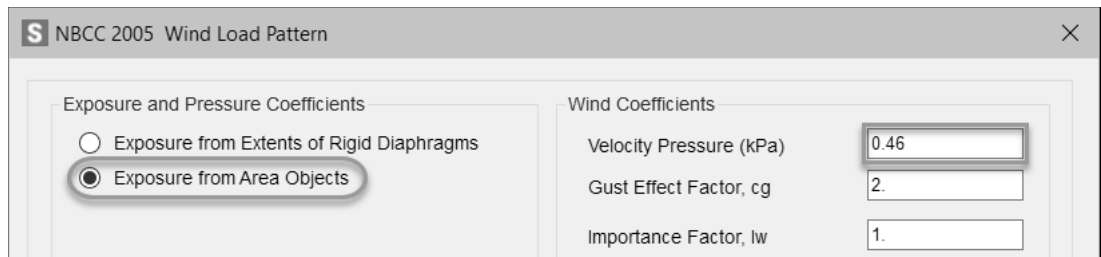 S NBCC 2005 Wind Load Pattern
Exposure and Pressure Coefficients
Exposure from Extents of Rigid Diaphragms
Exposure from Area Objects
Wind Coefficients
Velocity Pressure (kPa) 0.46
Gust Effect Factor, cg 2.
Importance Factor, Iw 1.